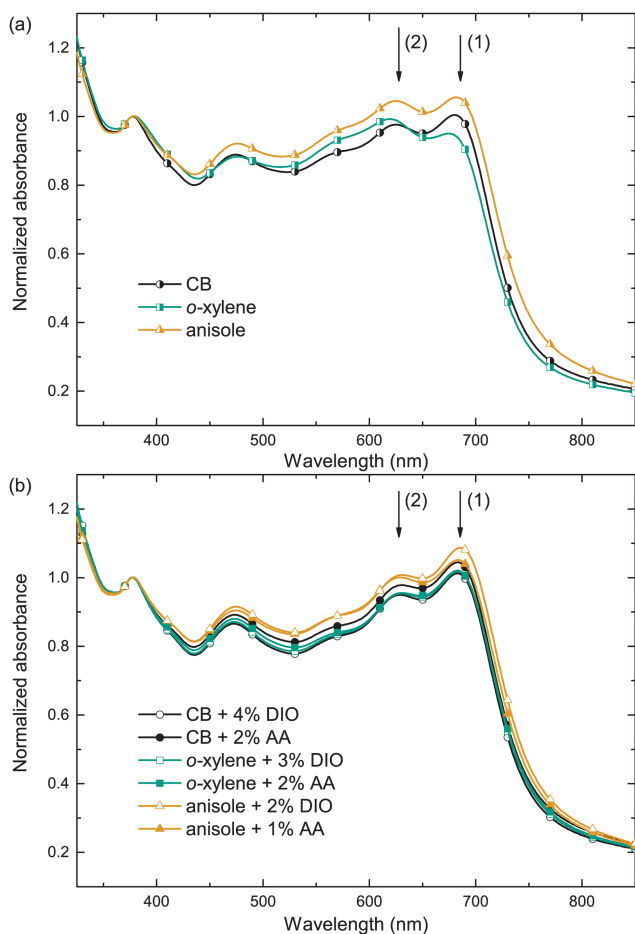 (a)
1.2
(2)
(1)
1.0
0.8
0.6
0.4
0.2
Normalized absorbance
CB
o-xylene
anisole
400
500
600
700
800
Wavelength (nm)
(b)
1.2
(2)
(1)
1.0
0.8
0.6
0.4
0.2
Normalized absorbance
CB + 4% DIO
CB + 2% AA
o-xylene + 3% DIO
o-xylene + 2% AA
anisole + 2% DIO
anisole + 1% AA
400
500
600
700
800
Wavelength (nm)